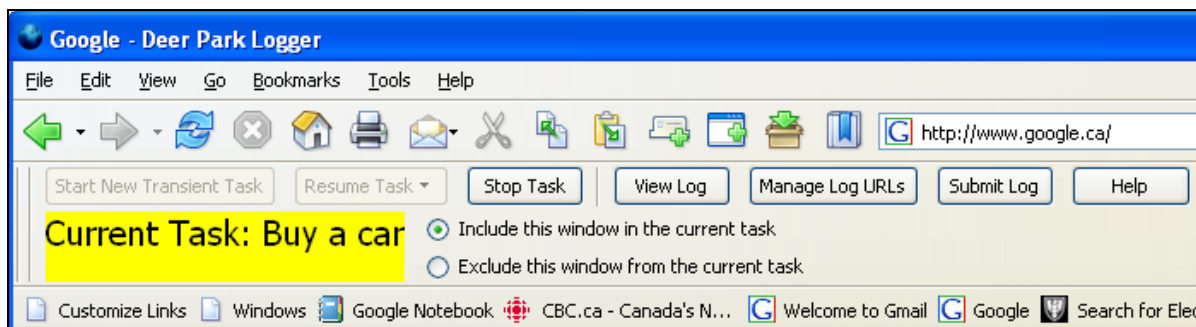 Google - Deer Park Logger
File Edit View Go Bookmarks Tools Help
http://www.google.ca/
Start New Transient Task Resume Task Stop Task View Log Manage Log URLs Submit Log Help
Current Task: Buy a car
Include this window in the current task
Exclude this window from the current task
Customize Links Windows Google Notebook CBC.ca - Canada's N... Welcome to Gmail Google Search for Elec